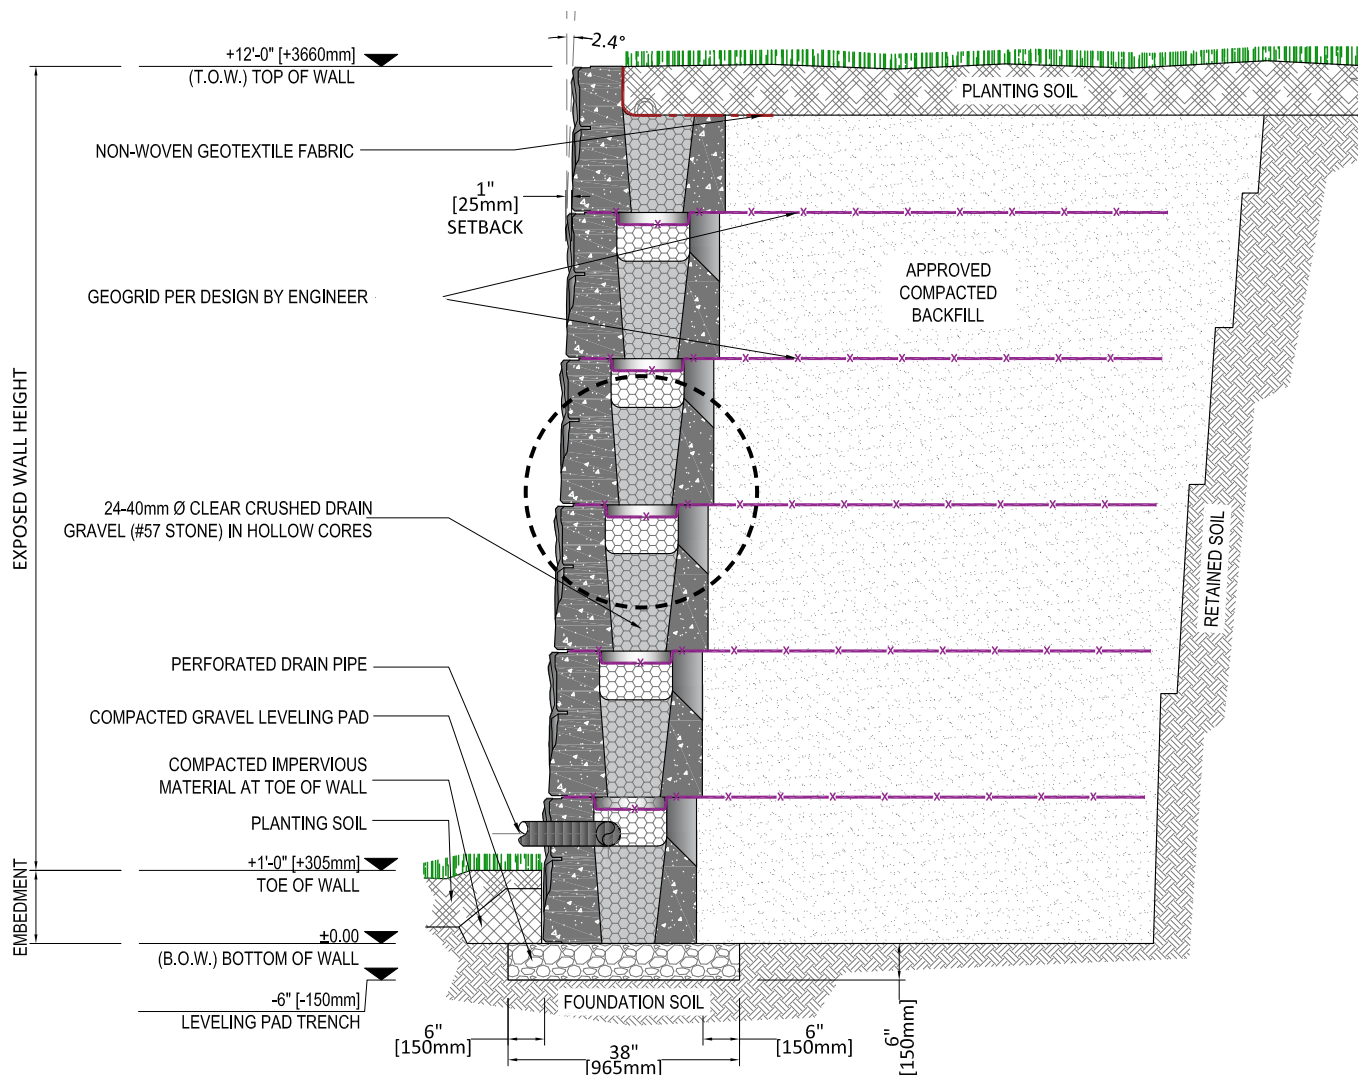 +12'-0" [+3660mm]
(T.O.W.) TOP OF WALL
2.4°
PLANTING SOIL
NON-WOVEN GEOTEXTILE FABRIC
1"
[25mm]
SETBACK
GEOGRID PER DESIGN BY ENGINEER
APPROVED
COMPACTED
BACKFILL
EXPOSED WALL HEIGHT
24-40mm Ø CLEAR CRUSHED DRAIN
GRAVEL (#57 STONE) IN HOLLOW CORES
RETAINED SOIL
PERFORATED DRAIN PIPE
COMPACTED GRAVEL LEVELING PAD
COMPACTED IMPERVIOUS
MATERIAL AT TOE OF WALL
PLANTING SOIL
+1'-0" [+305mm]
TOE OF WALL
EMBEDMENT
±0.00
(B.O.W.) BOTTOM OF WALL
-6" [-150mm]
LEVELING PAD TRENCH
FOUNDATION SOIL
6"
[150mm]
38"
[965mm]
6"
[150mm]
6"
[150mm]